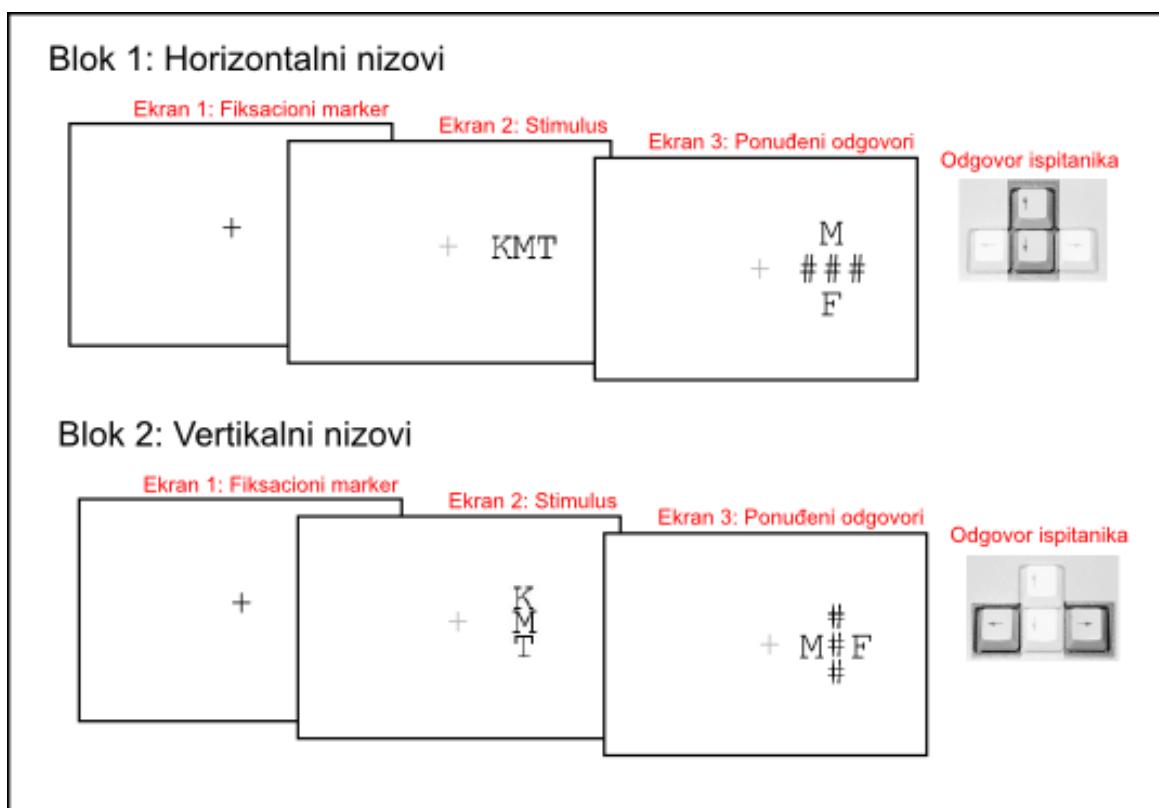 Blok 1: Horizontalni nizovi
Ekran 1: Fiksacioni marker
Ekran 2: Stimulus
Ekran 3: Ponuđeni odgovori
Odgovor ispitanika
+
+ KMT
M
+ # # #
F
Blok 2: Vertikalni nizovi
Ekran 1: Fiksacioni marker
Ekran 2: Stimulus
Ekran 3: Ponuđeni odgovori
Odgovor ispitanika
+
K
+ M
T
#
+ M # F
#